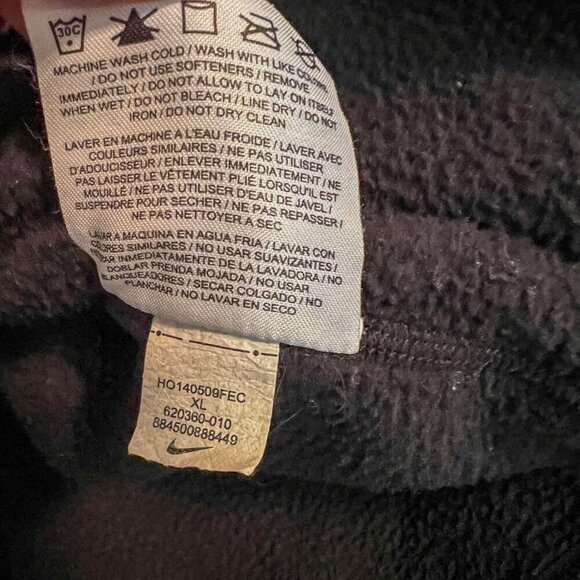 30C
MACHINE WASH COLD / WASH WITH LIKE
/ DO NOT USE SOFTENERS / REMOVE
IMMEDIATELY / DO NOT ALLOW TO LAY ON ITSELF
WHEN WET / DO NOT BLEACH / LINE DRY / DO NOT
IRON / DO NOT DRY CLEAN
LAVER EN MACHINE A L'EAU FROIDE / LAVER AVEC
COULEURS SIMILAIRES / NE PAS UTILISER
D'ADOUCISSEUR / ENLEVER IMMEDIATEMENT / NE
PAS LAISSER LE VÊTEMENT PLIÉ LORSQU'IL EST
MOUILLÉ / NE PAS UTILISER D'EAU DE JAVEL /
SUSPENDRE POUR SÉCHER / NE PAS REPASSER /
NE PAS NETTOYER A SEC
LAVAR A MAQUINA EN AGUA FRIA / LAVAR CON
COLORES SIMILARES / NO USAR SUAVIZANTES /
INMEDIATAMENTE DE LA LAVADORA / NO
DOBLAR PRENDA MOJADA / NO USAR
BLANQUEADORES / SECAR COLGADO / NO
PLANCHAR / NO LAVAR EN SECO
HO140509FEC
XL
620360-010
884500888449